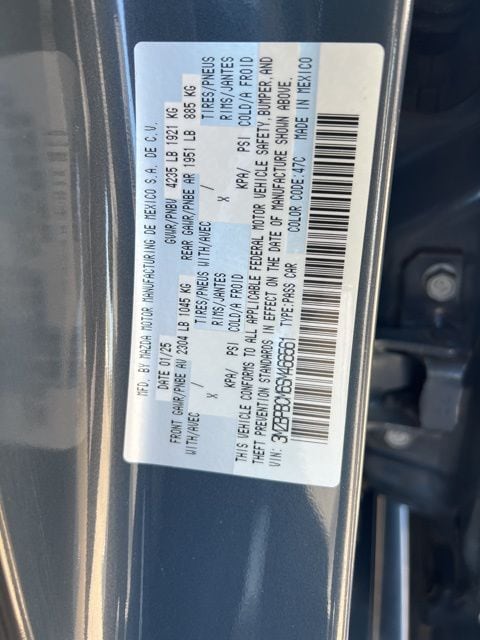 MFD. BY MAZDA MOTOR MANUFACTURING DE MEXICO S.A. DE C.V.
DATE 01/25 GVWR/PNBV 4235 LB 1921 KG
FRONT GAWR/PNBE AV 2304 LB 1045 KG REAR GAWR/PNBE AR 1951 LB 885 KG
WITH/AVEC TIRES/PNEUS WITH/AVEC TIRES/PNEUS
/ RIMS/JANTES / RIMS/JANTES
X X
KPA/ PSI COLD/A FROID KPA/ PSI COLD/A FROID
THIS VEHICLE CONFORMS TO ALL APPLICABLE FEDERAL MOTOR VEHICLE SAFETY, BUMPER, AND
THEFT PREVENTION STANDARDS IN EFFECT ON THE DATE OF MANUFACTURE SHOWN ABOVE.
VIN: 3MZBPBCM6SM466561 TYPE:PASS CAR COLOR CODE:47C MADE IN MEXICO